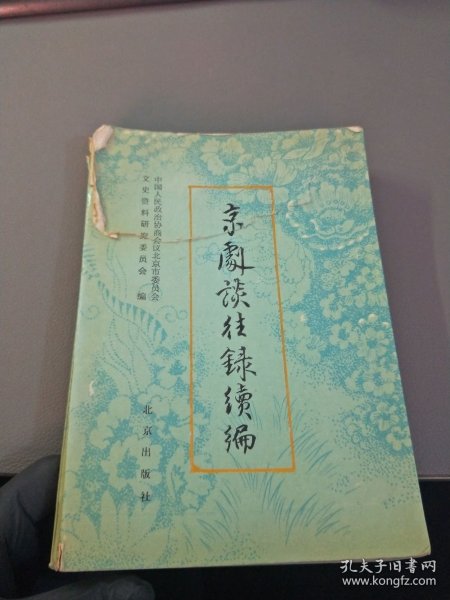 京劇談往録續編
中国人民政治协商会议北京市委员会
文史资料研究委员会 编
北京出版社
孔夫子旧书网
www.kongfz.com